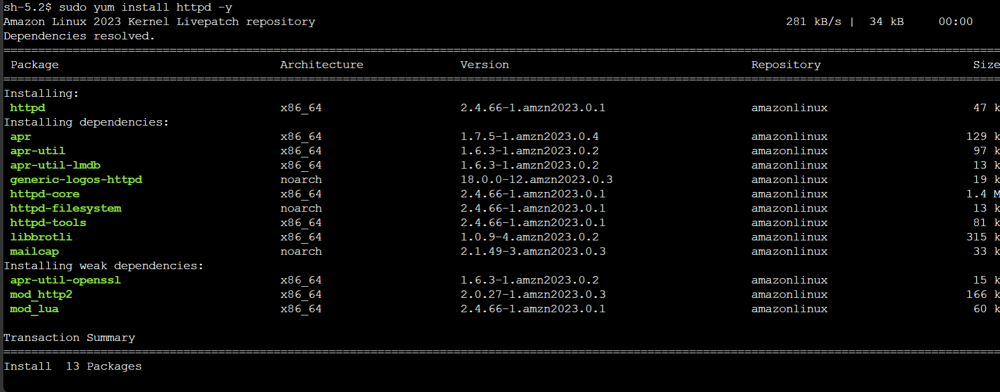 sh-5.2$ sudo yum install httpd -y
Amazon Linux 2023 Kernel Livepatch repository 281 kB/s | 34 kB 00:00
Dependencies resolved.
================================================================================
Package Architecture Version Repository Size
================================================================================
Installing:
httpd x86_64 2.4.66-1.amzn2023.0.1 amazonlinux 47 k
Installing dependencies:
apr x86_64 1.7.5-1.amzn2023.0.4 amazonlinux 129 k
apr-util x86_64 1.6.3-1.amzn2023.0.2 amazonlinux 97 k
apr-util-lmdb x86_64 1.6.3-1.amzn2023.0.2 amazonlinux 13 k
generic-logos-httpd noarch 18.0.0-12.amzn2023.0.3 amazonlinux 19 k
httpd-core x86_64 2.4.66-1.amzn2023.0.1 amazonlinux 1.4 M
httpd-filesystem noarch 2.4.66-1.amzn2023.0.1 amazonlinux 13 k
httpd-tools x86_64 2.4.66-1.amzn2023.0.1 amazonlinux 81 k
libbrotli x86_64 1.0.9-4.amzn2023.0.2 amazonlinux 315 k
mailcap noarch 2.1.49-3.amzn2023.0.3 amazonlinux 33 k
Installing weak dependencies:
apr-util-openssl x86_64 1.6.3-1.amzn2023.0.2 amazonlinux 15 k
mod_http2 x86_64 2.0.27-1.amzn2023.0.3 amazonlinux 166 k
mod_lua x86_64 2.4.66-1.amzn2023.0.1 amazonlinux 60 k
Transaction Summary
================================================================================
Install 13 Packages